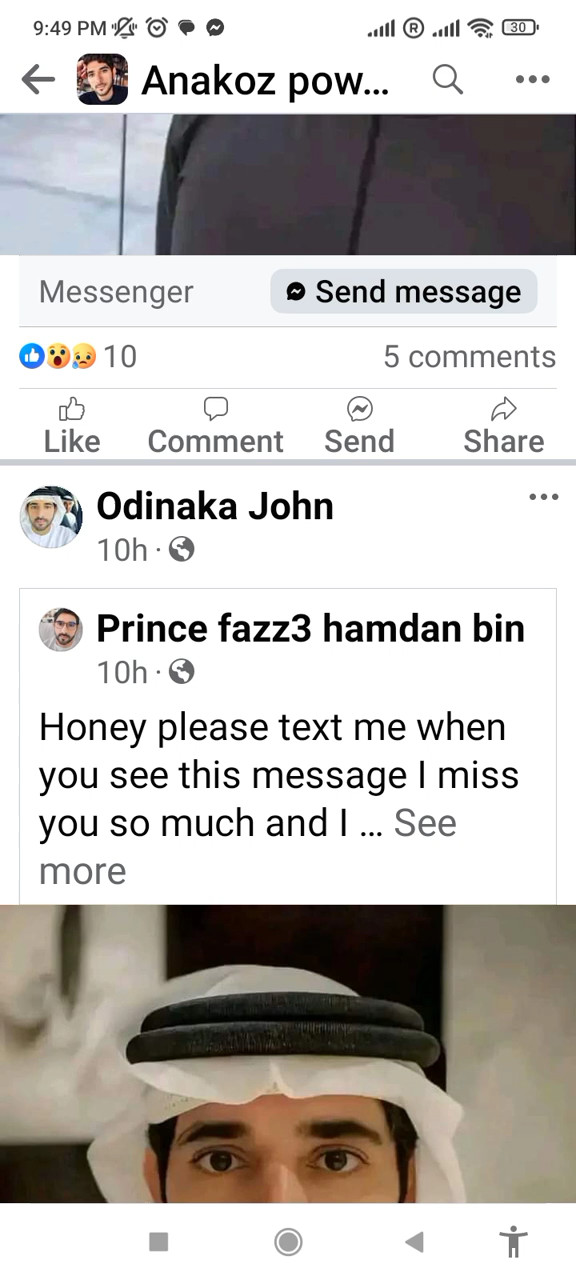 9:49 PM R 30
Anakoz pow...
Messenger Send message
10 5 comments
Like Comment Send Share
Odinaka John
10h ·
Prince fazz3 hamdan bin
10h ·
Honey please text me when
you see this message I miss
you so much and I ... See
more